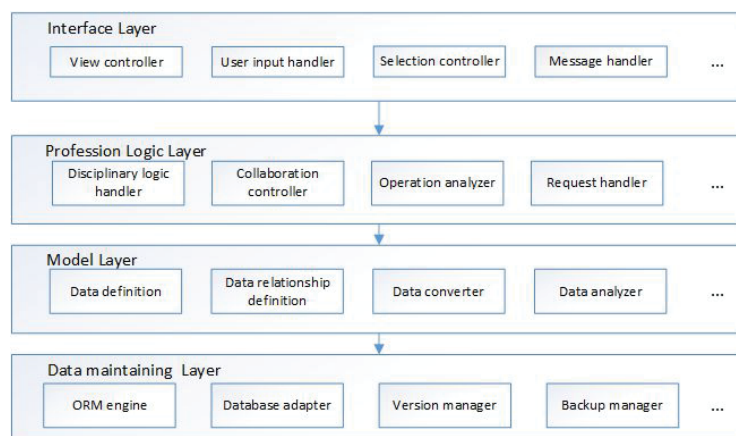 Interface Layer
View controller
User input handler
Selection controller
Message handler
...
Profession Logic Layer
Disciplinary logic
handler
Collaboration
controller
Operation analyzer
Request handler
...
Model Layer
Data definition
Data relationship
definition
Data converter
Data analyzer
...
Data maintaining Layer
ORM engine
Database adapter
Version manager
Backup manager
...